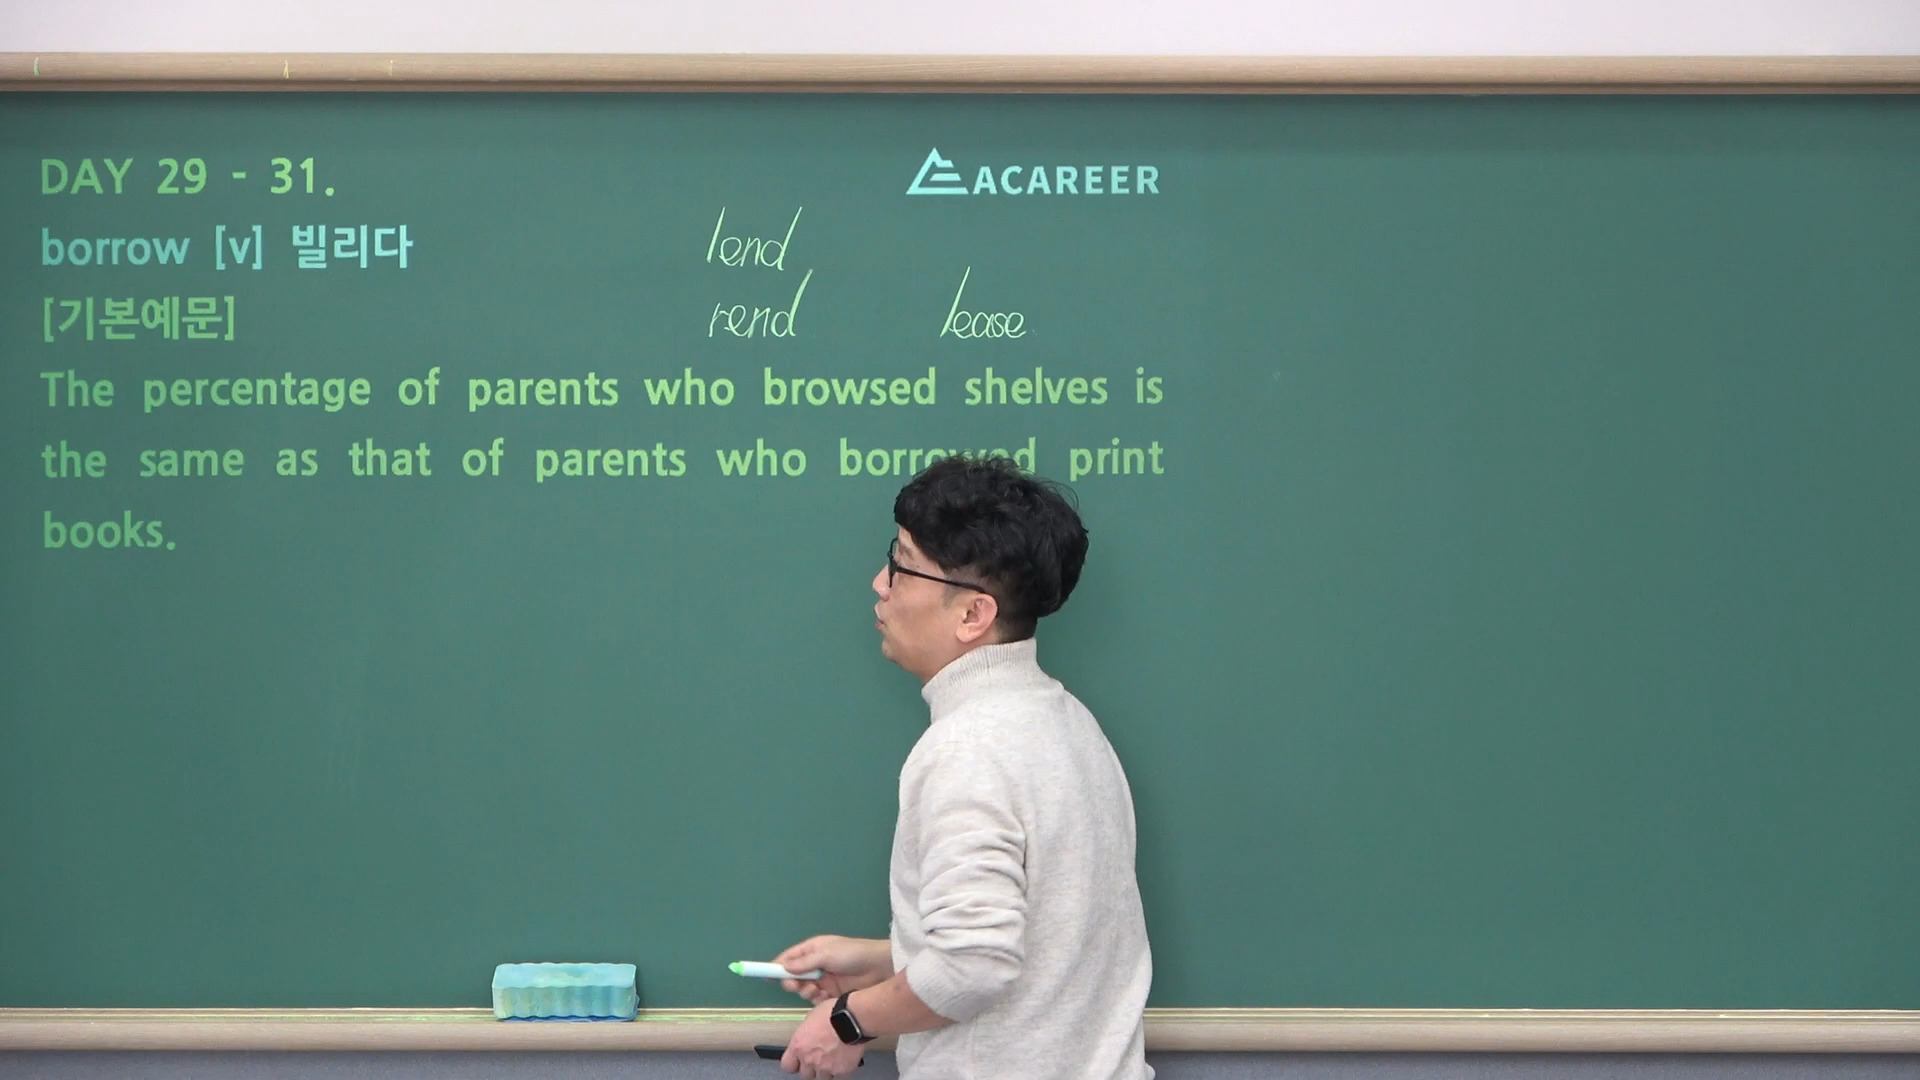 DAY 29 - 31.
ACAREER
borrow [v] 빌리다
lend
[기본예문]
rend lease
The percentage of parents who browsed shelves is
the same as that of parents who borrowed print
books.